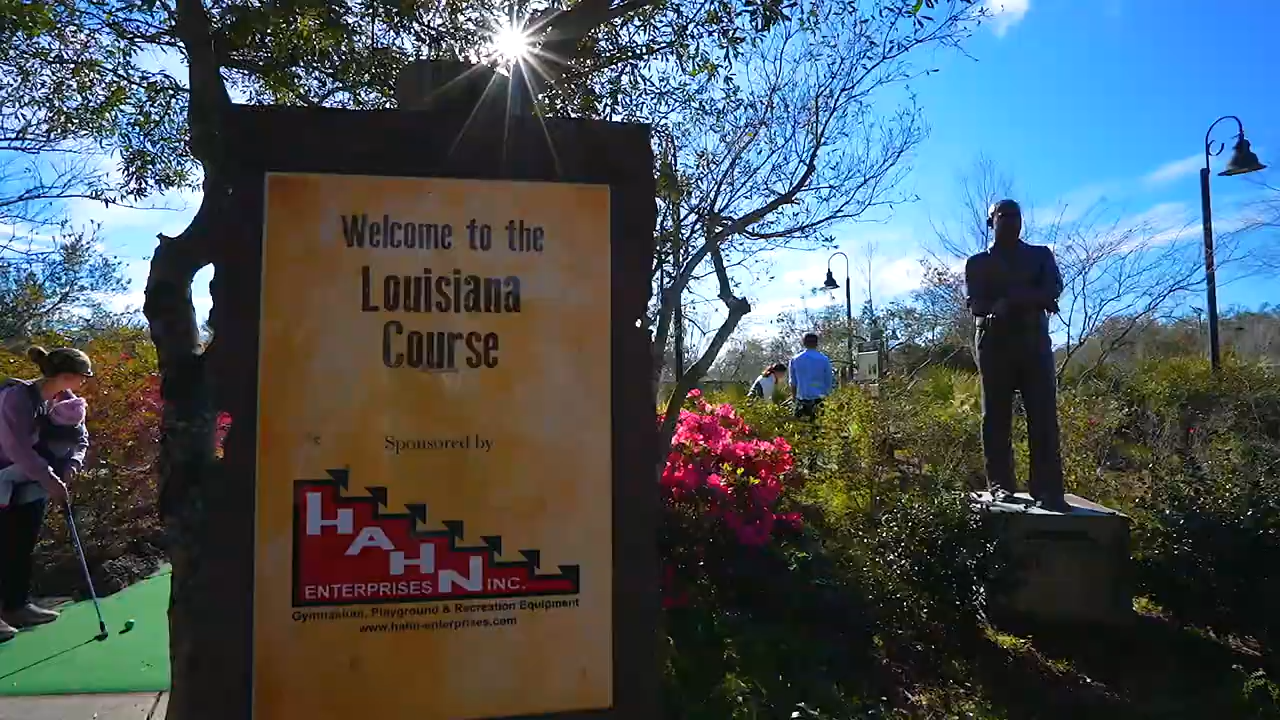 Welcome to the
Louisiana
Course
Sponsored by
HAHN
ENTERPRISES INC.
Gymnasium, Playground & Recreation Equipment
www.hahn-enterprises.com